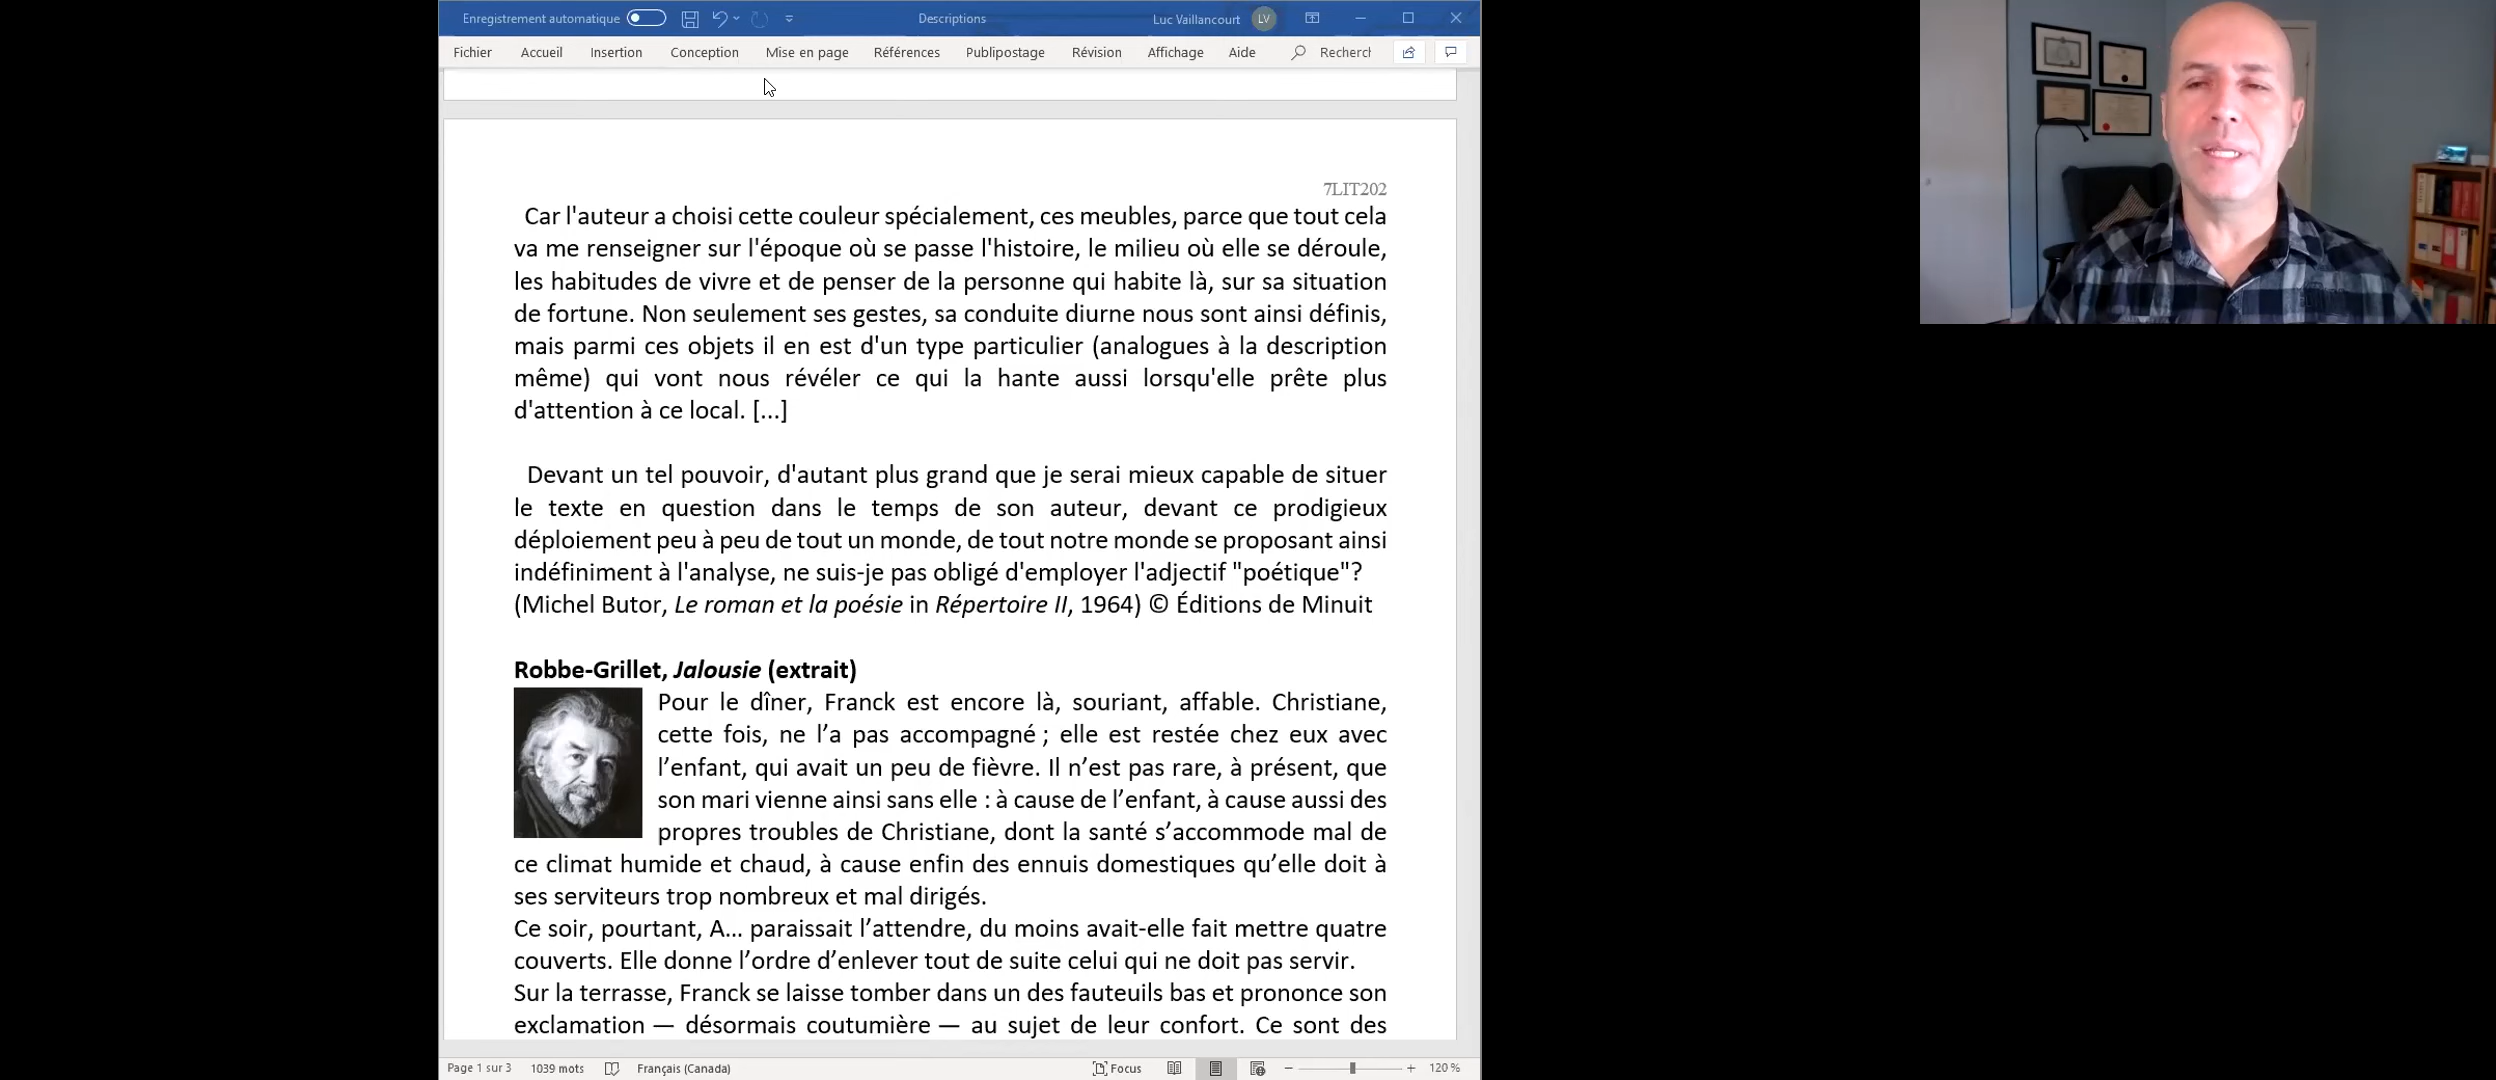 Enregistrement automatique
Descriptions
Luc Vaillancourt LV
Fichier Accueil Insertion Conception Mise en page Références Publipostage Révision Affichage Aide Recherch
7LIT202
Car l'auteur a choisi cette couleur spécialement, ces meubles, parce que tout cela
va me renseigner sur l'époque où se passe l'histoire, le milieu où elle se déroule,
les habitudes de vivre et de penser de la personne qui habite là, sur sa situation
de fortune. Non seulement ses gestes, sa conduite diurne nous sont ainsi définis,
mais parmi ces objets il en est d'un type particulier (analogues à la description
même) qui vont nous révéler ce qui la hante aussi lorsqu'elle prête plus
d'attention à ce local. [...]
Devant un tel pouvoir, d'autant plus grand que je serai mieux capable de situer
le texte en question dans le temps de son auteur, devant ce prodigieux
déploiement peu à peu de tout un monde, de tout notre monde se proposant ainsi
indéfiniment à l'analyse, ne suis-je pas obligé d'employer l'adjectif "poétique"?
(Michel Butor, Le roman et la poésie in Répertoire II, 1964) © Éditions de Minuit
Robbe-Grillet, Jalousie (extrait)
Pour le dîner, Franck est encore là, souriant, affable. Christiane,
cette fois, ne l’a pas accompagné ; elle est restée chez eux avec
l’enfant, qui avait un peu de fièvre. Il n’est pas rare, à présent, que
son mari vienne ainsi sans elle : à cause de l’enfant, à cause aussi des
propres troubles de Christiane, dont la santé s’accommode mal de
ce climat humide et chaud, à cause enfin des ennuis domestiques qu’elle doit à
ses serviteurs trop nombreux et mal dirigés.
Ce soir, pourtant, A... paraissait l’attendre, du moins avait-elle fait mettre quatre
couverts. Elle donne l’ordre d’enlever tout de suite celui qui ne doit pas servir.
Sur la terrasse, Franck se laisse tomber dans un des fauteuils bas et prononce son
exclamation — désormais coutumière — au sujet de leur confort. Ce sont des
Page 1 sur 3 1039 mots Français (Canada) Focus 120 %